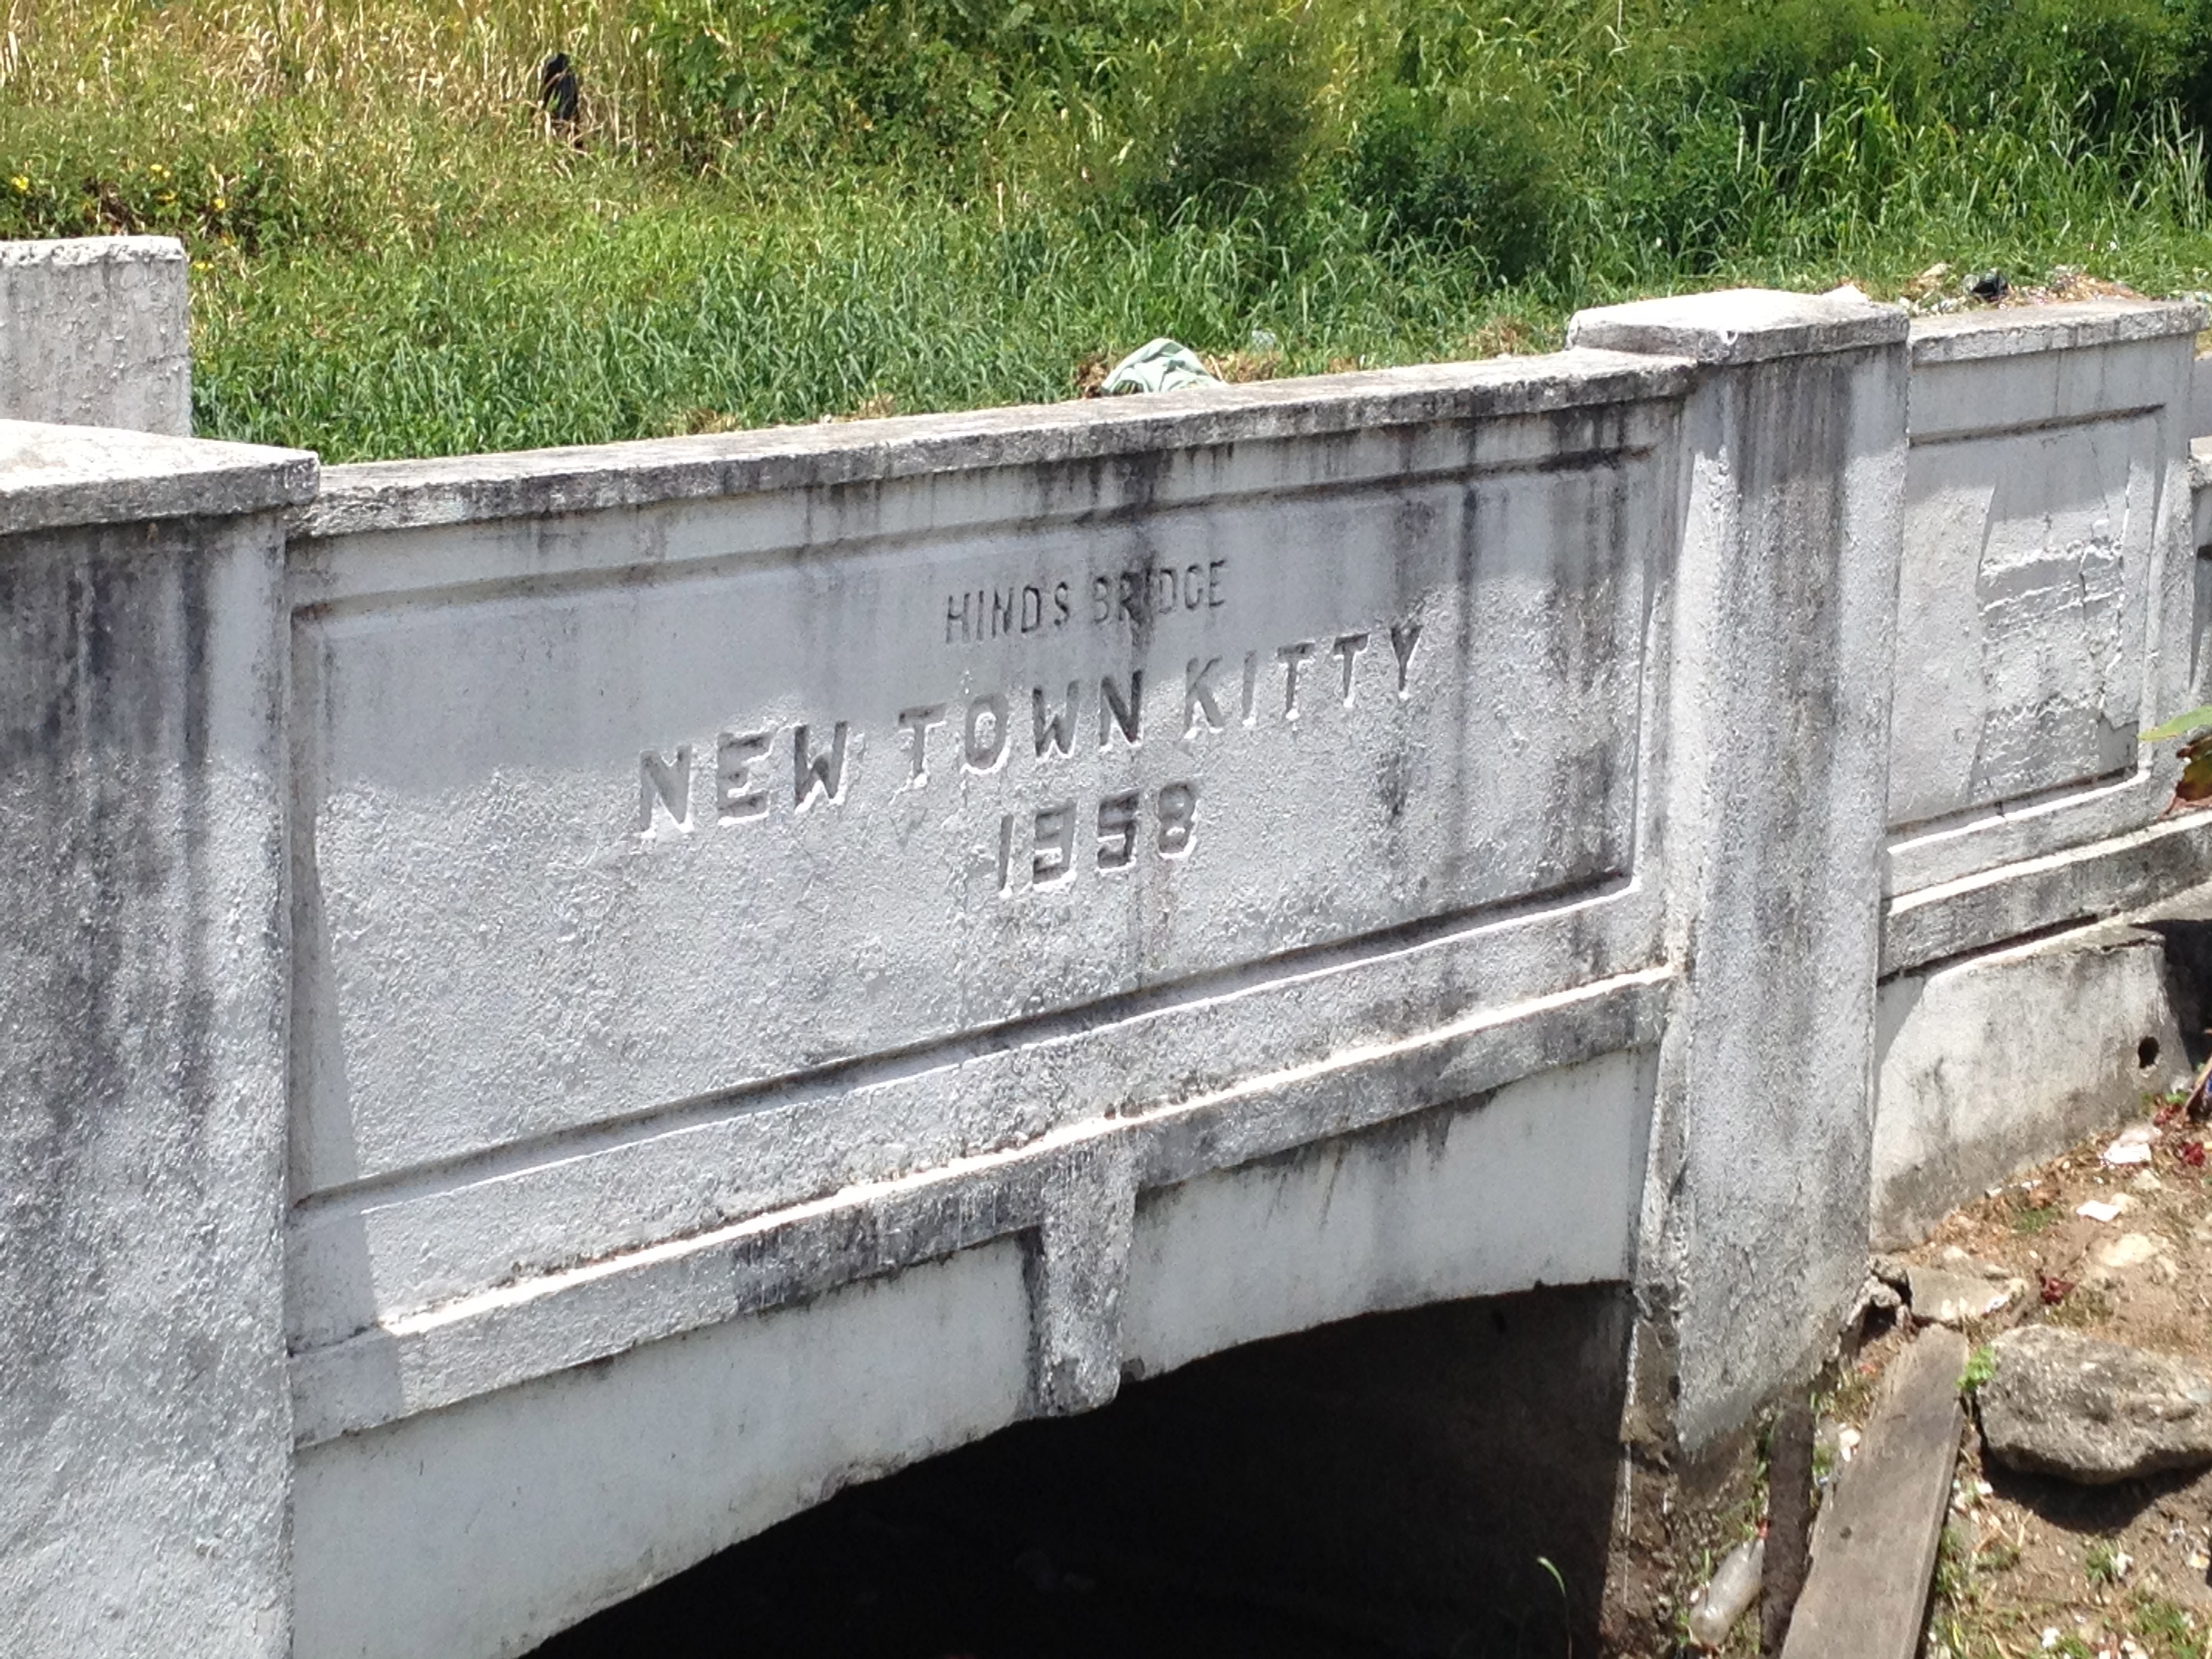 HINDS BRIDGE
NEW TOWN KITTY
1958